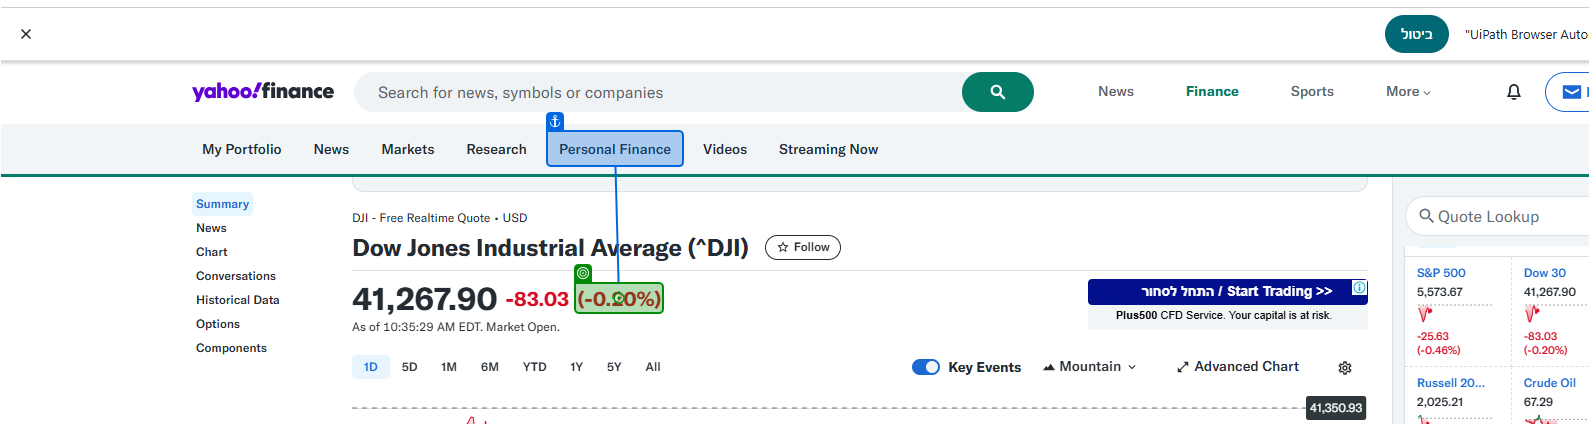 ביטול "UiPath Browser Auto
yahoo!finance Search for news, symbols or companies News Finance Sports More
My Portfolio News Markets Research Personal Finance Videos Streaming Now
Summary
News
Chart
Conversations
Historical Data
Options
Components
DJI - Free Realtime Quote • USD
Dow Jones Industrial Average (^DJI) Follow
41,267.90 -83.03 (-0.20%)
As of 10:35:29 AM EDT. Market Open.
התחל לסחור / Start Trading >>
Plus500 CFD Service. Your capital is at risk.
1D 5D 1M 6M YTD 1Y 5Y All Key Events Mountain Advanced Chart
41,350.93
Quote Lookup
S&P 500
5,573.67
-25.63
(-0.46%)
Dow 30
41,267.90
-83.03
(-0.20%)
Russell 20...
2,025.21
Crude Oil
67.29